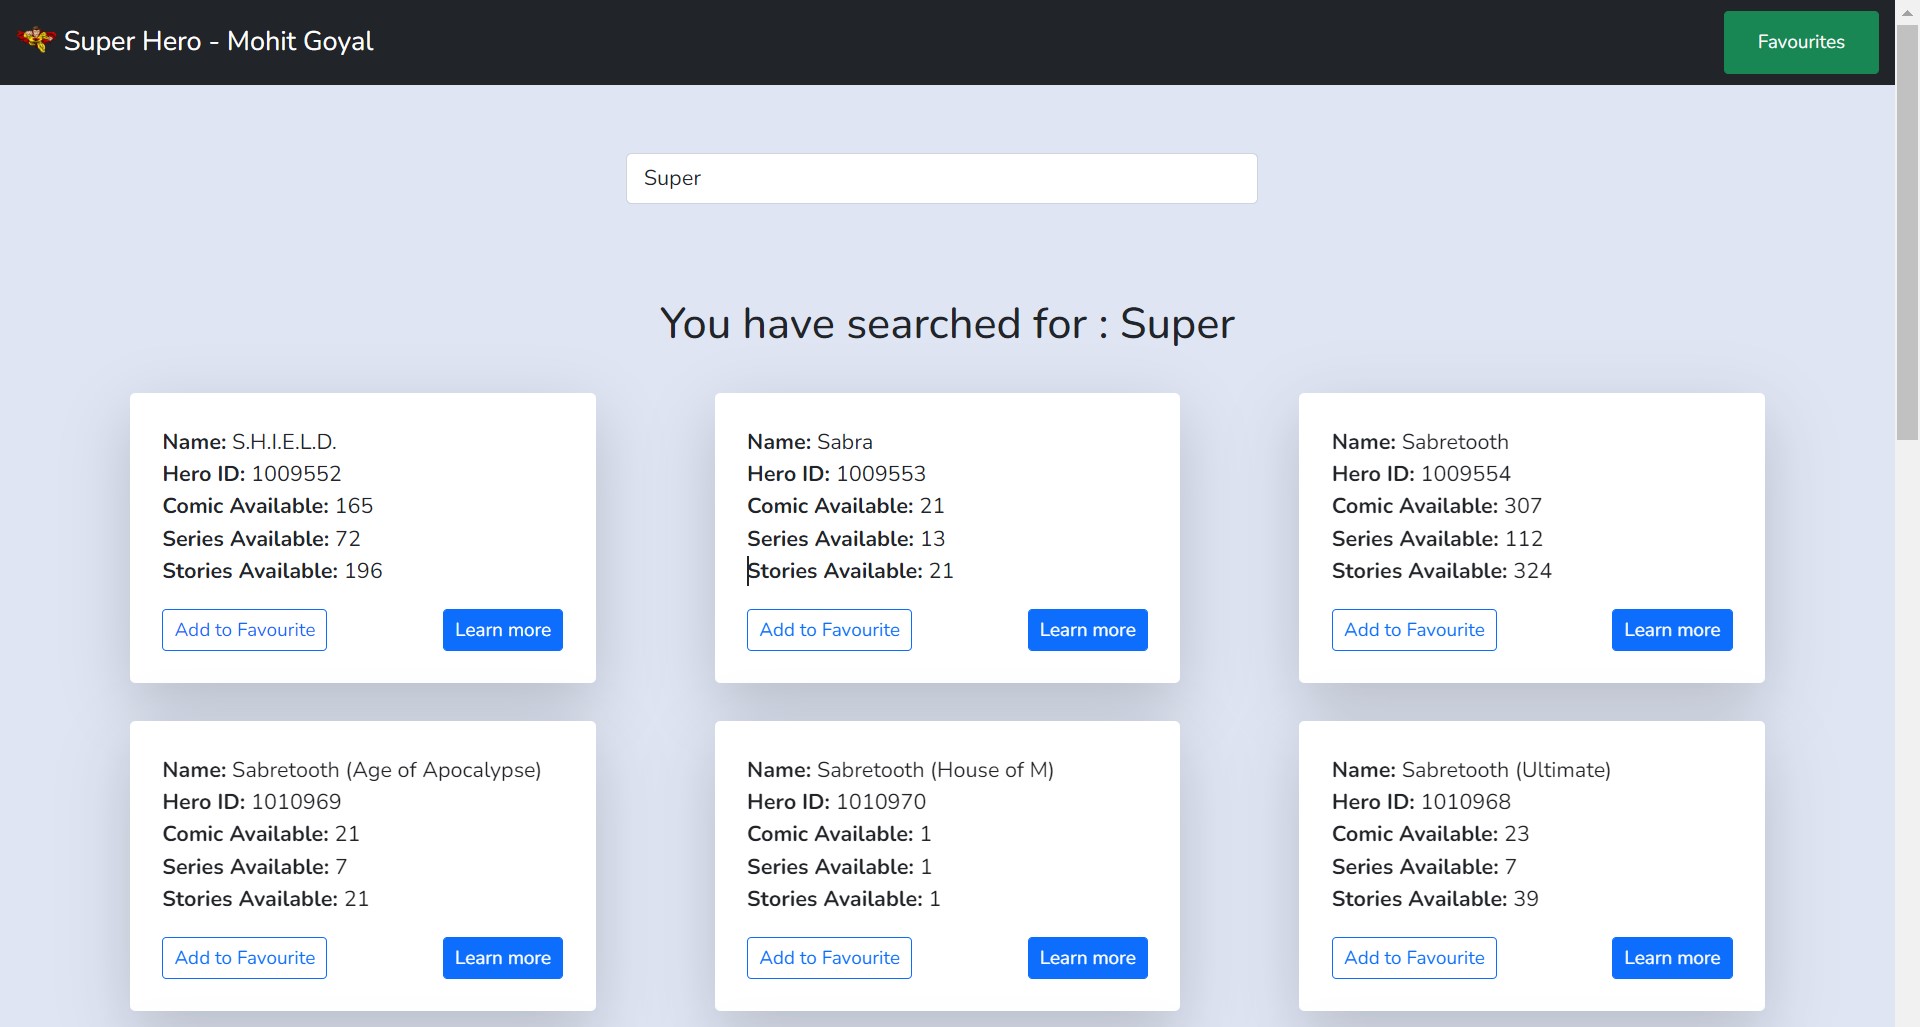 Super Hero - Mohit Goyal
Favourites
Super
You have searched for : Super
Name: S.H.I.E.L.D.
Hero ID: 1009552
Comic Available: 165
Series Available: 72
Stories Available: 196
Add to Favourite
Learn more
Name: Sabra
Hero ID: 1009553
Comic Available: 21
Series Available: 13
Stories Available: 21
Add to Favourite
Learn more
Name: Sabretooth
Hero ID: 1009554
Comic Available: 307
Series Available: 112
Stories Available: 324
Add to Favourite
Learn more
Name: Sabretooth (Age of Apocalypse)
Hero ID: 1010969
Comic Available: 21
Series Available: 7
Stories Available: 21
Add to Favourite
Learn more
Name: Sabretooth (House of M)
Hero ID: 1010970
Comic Available: 1
Series Available: 1
Stories Available: 1
Add to Favourite
Learn more
Name: Sabretooth (Ultimate)
Hero ID: 1010968
Comic Available: 23
Series Available: 7
Stories Available: 39
Add to Favourite
Learn more